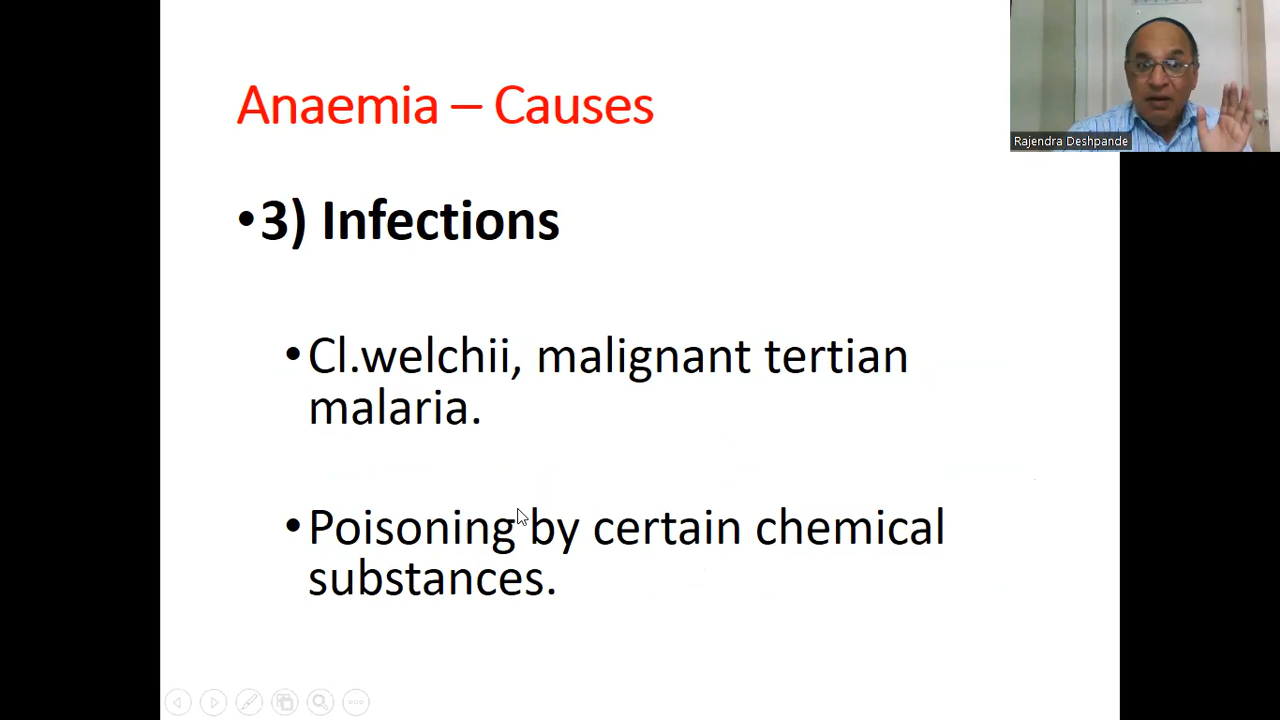 Anaemia – Causes
Rajendra Deshpande
•3) Infections
•Cl.welchii, malignant tertian
malaria.
•Poisoning by certain chemical
substances.